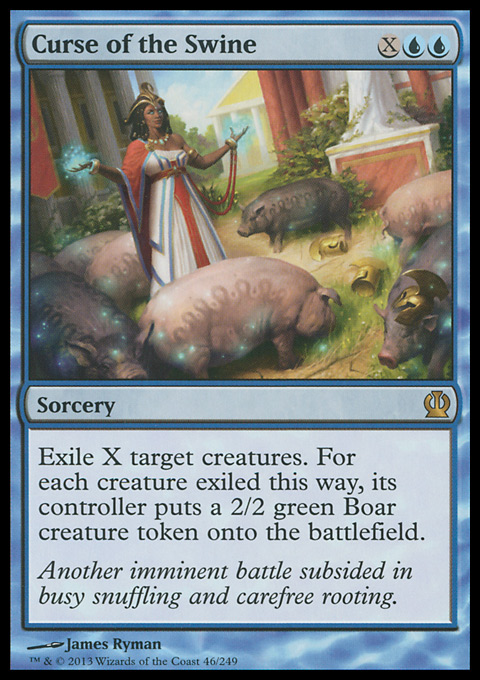 Curse of the Swine X
Sorcery
Exile X target creatures. For
each creature exiled this way, its
controller puts a 2/2 green Boar
creature token onto the battlefield.
Another imminent battle subsided in
busy snuffling and carefree rooting.
James Ryman
™ & © 2013 Wizards of the Coast 46/249